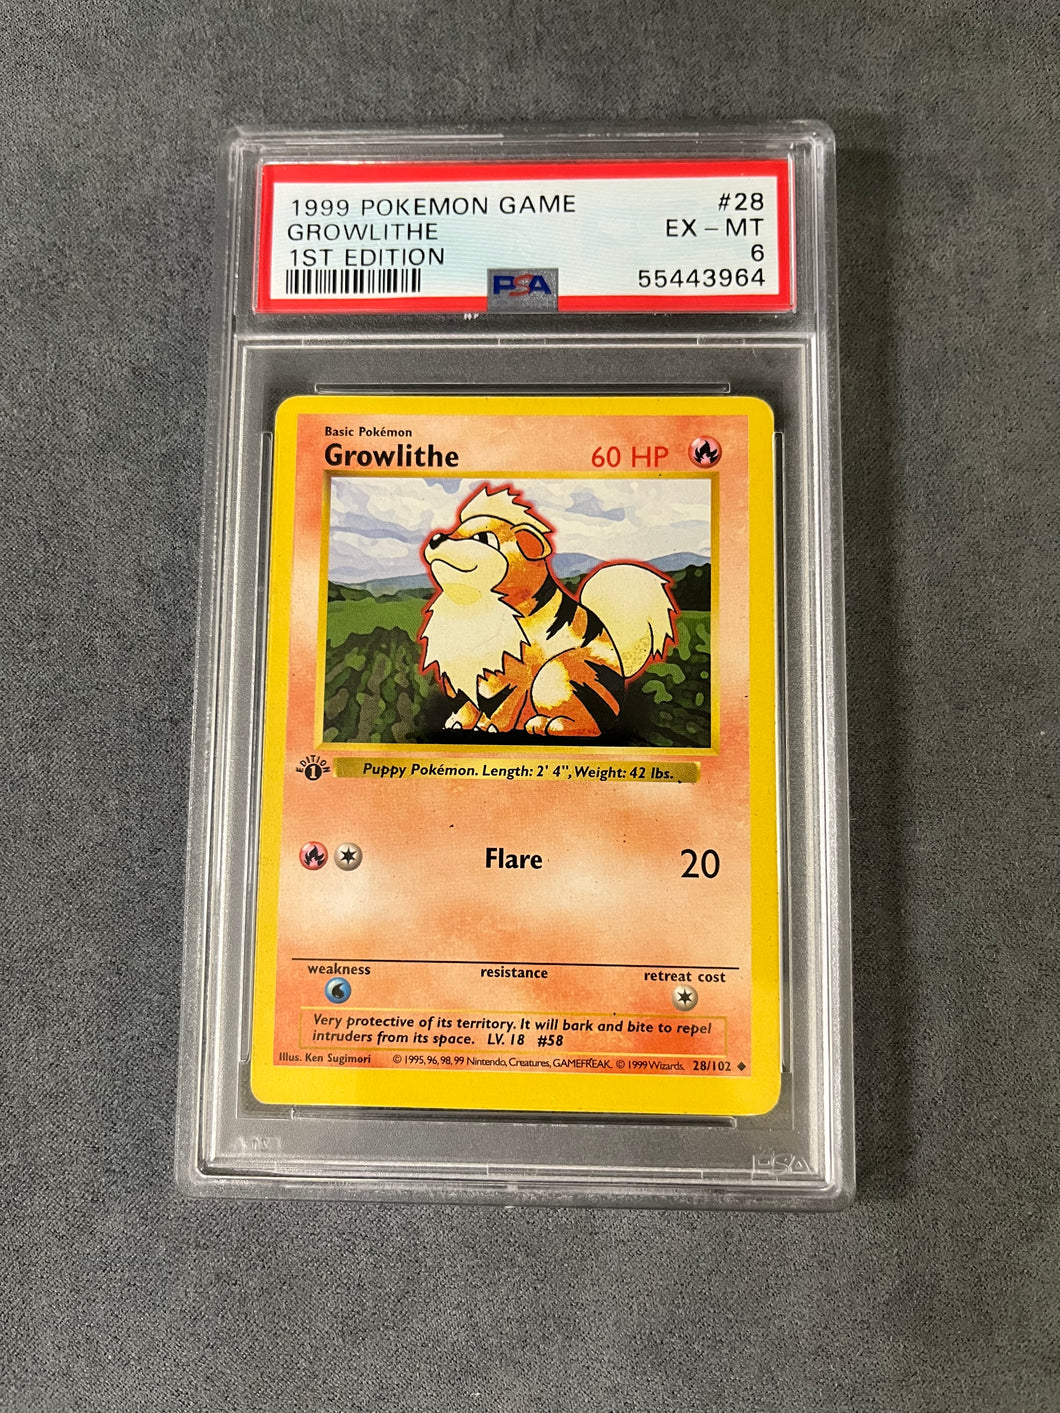 1999 POKEMON GAME #28
GROWLITHE EX – MT
1ST EDITION 6
PSA 55443964
Basic Pokémon
Growlithe 60 HP
EDITION 1
Puppy Pokémon. Length: 2' 4", Weight: 42 lbs.
Flare 20
weakness resistance retreat cost
Very protective of its territory. It will bark and bite to repel
intruders from its space. LV. 18 #58
Illus. Ken Sugimori © 1995, 96, 98, 99 Nintendo, Creatures, GAMEFREAK. © 1999 Wizards. 28/102 ◆
PSA